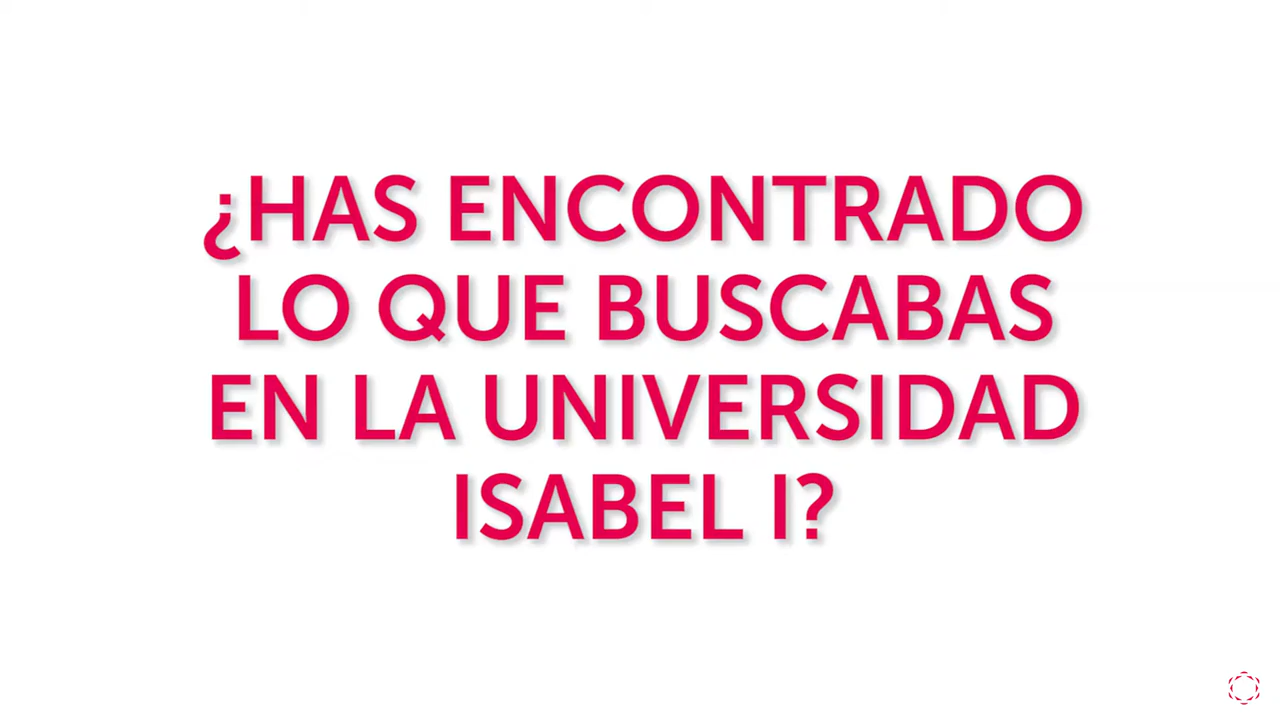 ¿HAS ENCONTRADO
LO QUE BUSCABAS
EN LA UNIVERSIDAD
ISABEL I?